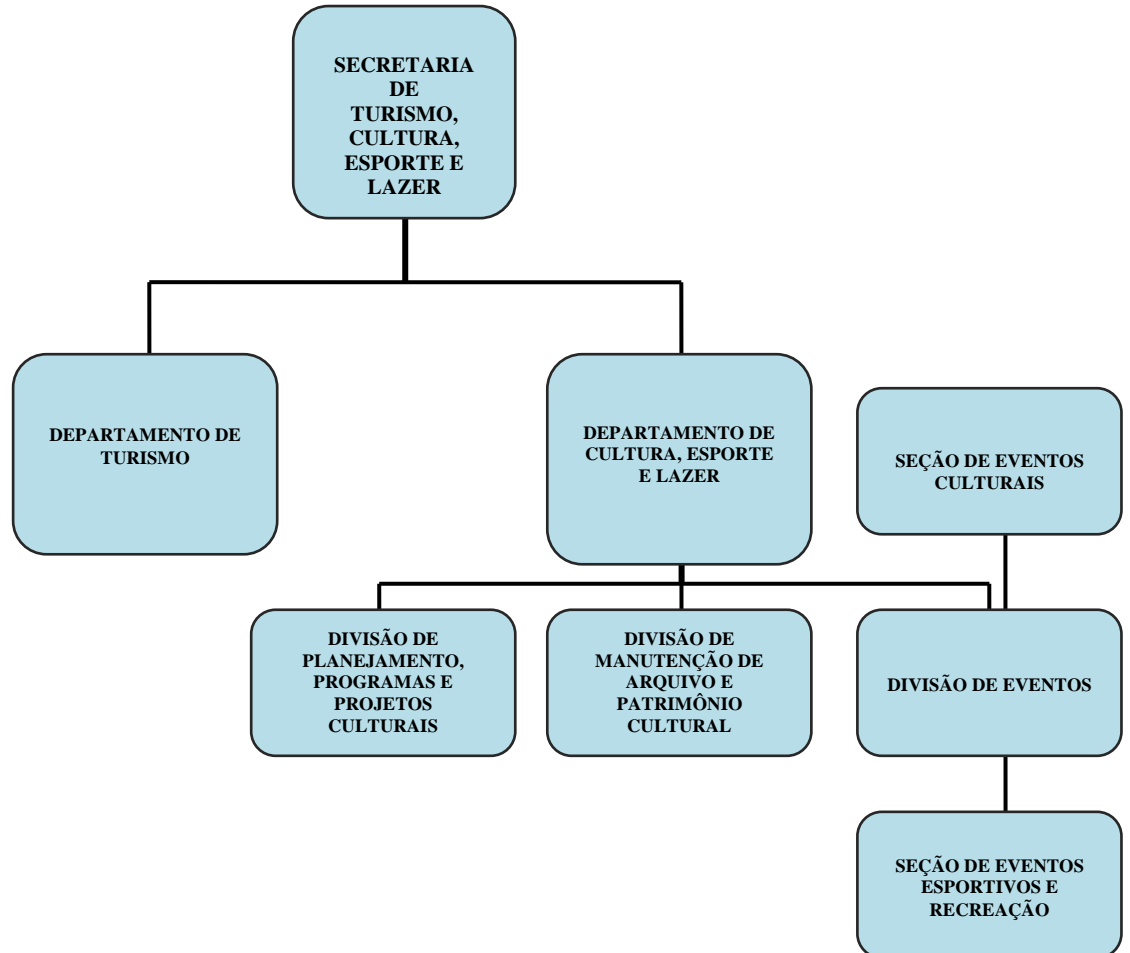 SECRETARIA
DE
TURISMO,
CULTURA,
ESPORTE E
LAZER
DEPARTAMENTO DE
TURISMO
DEPARTAMENTO DE
CULTURA, ESPORTE
E LAZER
SEÇÃO DE EVENTOS
CULTURAIS
DIVISÃO DE
PLANEJAMENTO,
PROGRAMAS E
PROJETOS
CULTURAIS
DIVISÃO DE
MANUTENÇÃO DE
ARQUIVO E
PATRIMÔNIO
CULTURAL
DIVISÃO DE EVENTOS
SEÇÃO DE EVENTOS
ESPORTIVOS E
RECREAÇÃO